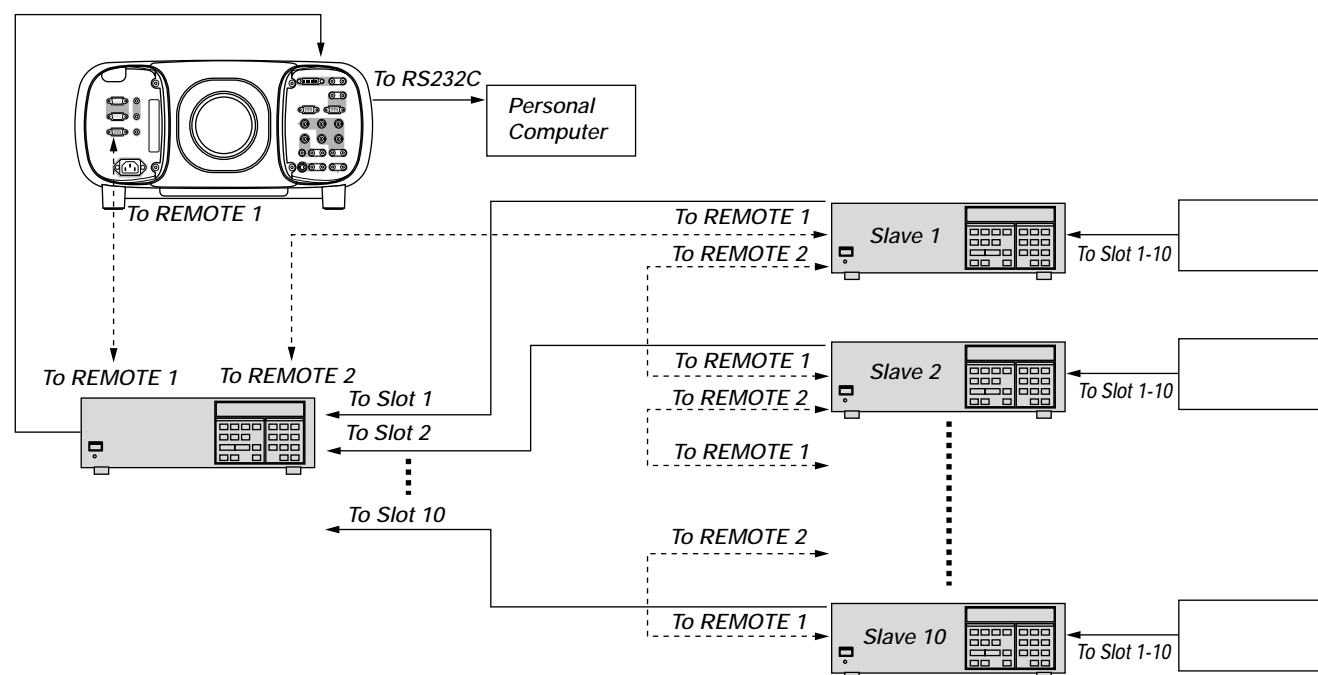 To RS232C
Personal
Computer
To REMOTE 1
To REMOTE 1
To REMOTE 2
To Slot 1
To Slot 2
To Slot 10
To REMOTE 1
To REMOTE 2
Slave 1
To Slot 1-10
To REMOTE 1
To REMOTE 2
Slave 2
To Slot 1-10
To REMOTE 1
To REMOTE 2
To REMOTE 1
Slave 10
To Slot 1-10